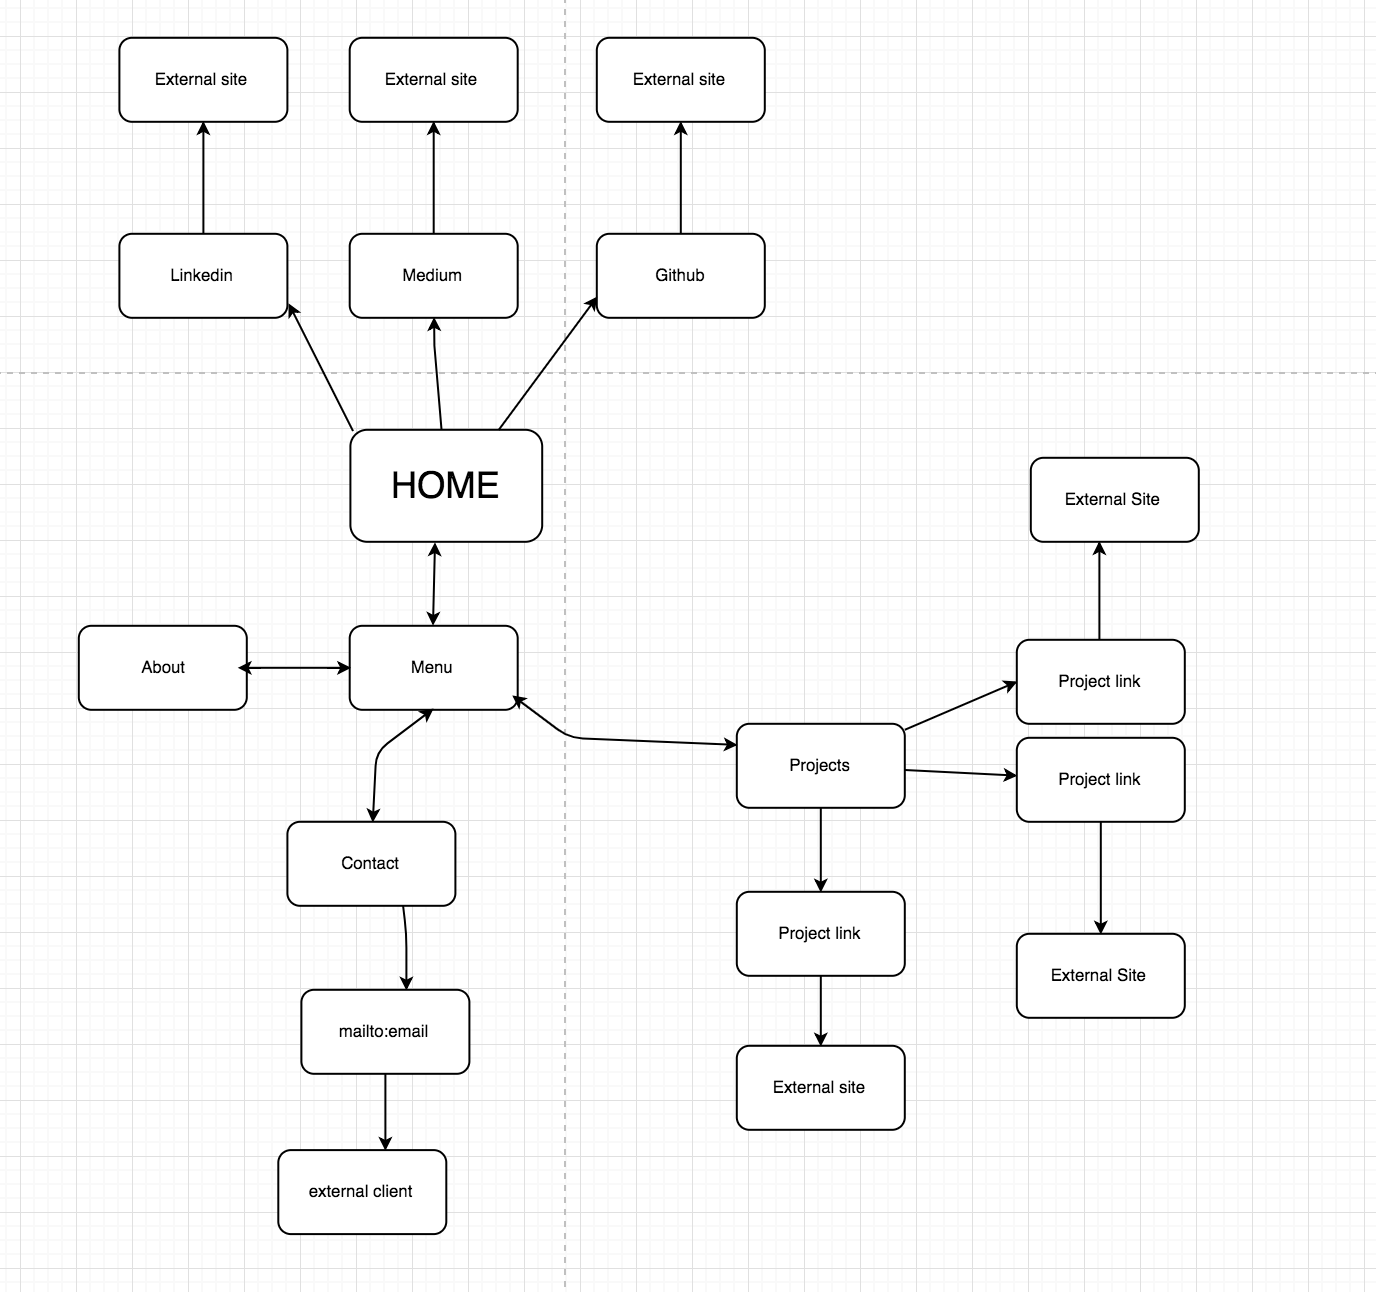 External site
External site
External site
Linkedin
Medium
Github
HOME
External Site
About
Menu
Project link
Projects
Project link
Contact
Project link
External Site
mailto:email
External site
external client